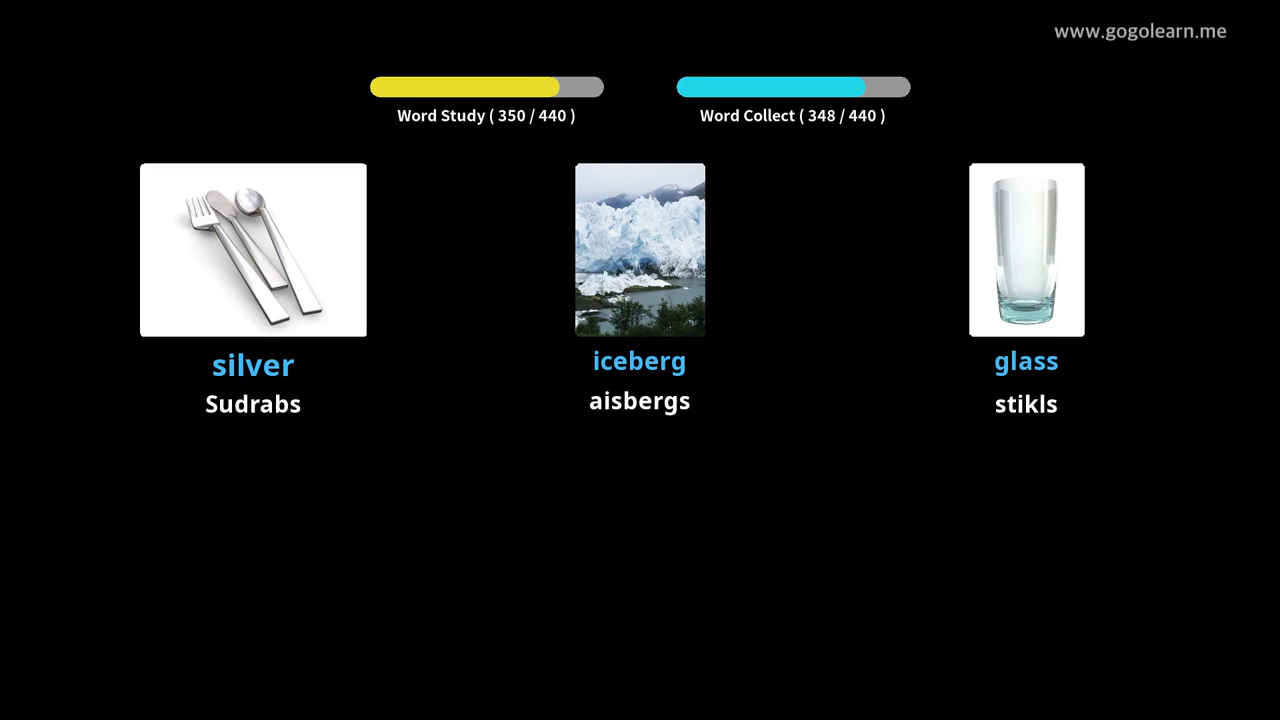 www.gogolearn.me
Word Study ( 350 / 440 )
Word Collect ( 348 / 440 )
silver
Sudrabs
iceberg
aisbergs
glass
stikls